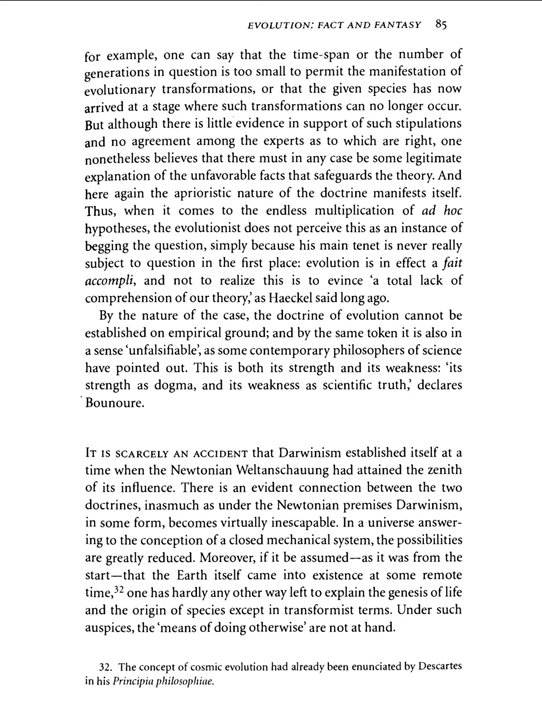 EVOLUTION: FACT AND FANTASY 85
for example, one can say that the time-span or the number of
generations in question is too small to permit the manifestation of
evolutionary transformations, or that the given species has now
arrived at a stage where such transformations can no longer occur.
But although there is little evidence in support of such stipulations
and no agreement among the experts as to which are right, one
nonetheless believes that there must in any case be some legitimate
explanation of the unfavorable facts that safeguards the theory. And
here again the aprioristic nature of the doctrine manifests itself.
Thus, when it comes to the endless multiplication of ad hoc
hypotheses, the evolutionist does not perceive this as an instance of
begging the question, simply because his main tenet is never really
subject to question in the first place: evolution is in effect a fait
accompli, and not to realize this is to evince ‘a total lack of
comprehension of our theory,’ as Haeckel said long ago.
By the nature of the case, the doctrine of evolution cannot be
established on empirical ground; and by the same token it is also in
a sense ‘unfalsifiable’, as some contemporary philosophers of science
have pointed out. This is both its strength and its weakness: ‘its
strength as dogma, and its weakness as scientific truth,’ declares
Bounoure.
IT IS SCARCELY AN ACCIDENT that Darwinism established itself at a
time when the Newtonian Weltanschauung had attained the zenith
of its influence. There is an evident connection between the two
doctrines, inasmuch as under the Newtonian premises Darwinism,
in some form, becomes virtually inescapable. In a universe answer-
ing to the conception of a closed mechanical system, the possibilities
are greatly reduced. Moreover, if it be assumed—as it was from the
start—that the Earth itself came into existence at some remote
time,32 one has hardly any other way left to explain the genesis of life
and the origin of species except in transformist terms. Under such
auspices, the ‘means of doing otherwise’ are not at hand.
32. The concept of cosmic evolution had already been enunciated by Descartes
in his Principia philosophiae.